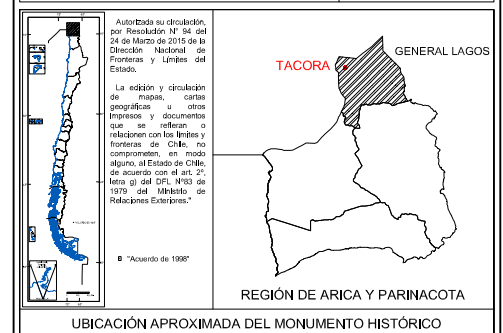 Autorizada su circulación,
por Resolución N° 94 del
24 de Marzo de 2015 de la
Dirección Nacional de
Fronteras y Límites del
Estado.
La edición y circulación
de mapas, cartas
geográficas u otros
impresos y documentos
que se refieran o
relacionen con los límites y
fronteras de Chile, no
comprometen, en modo
alguno, al Estado de Chile,
de acuerdo con el art. 2°,
letra g) del DFL N°83 de
1979 del Ministerio de
Relaciones Exteriores."
"Acuerdo de 1998"
GENERAL LAGOS
TACORA
REGIÓN DE ARICA Y PARINACOTA
UBICACIÓN APROXIMADA DEL MONUMENTO HISTÓRICO